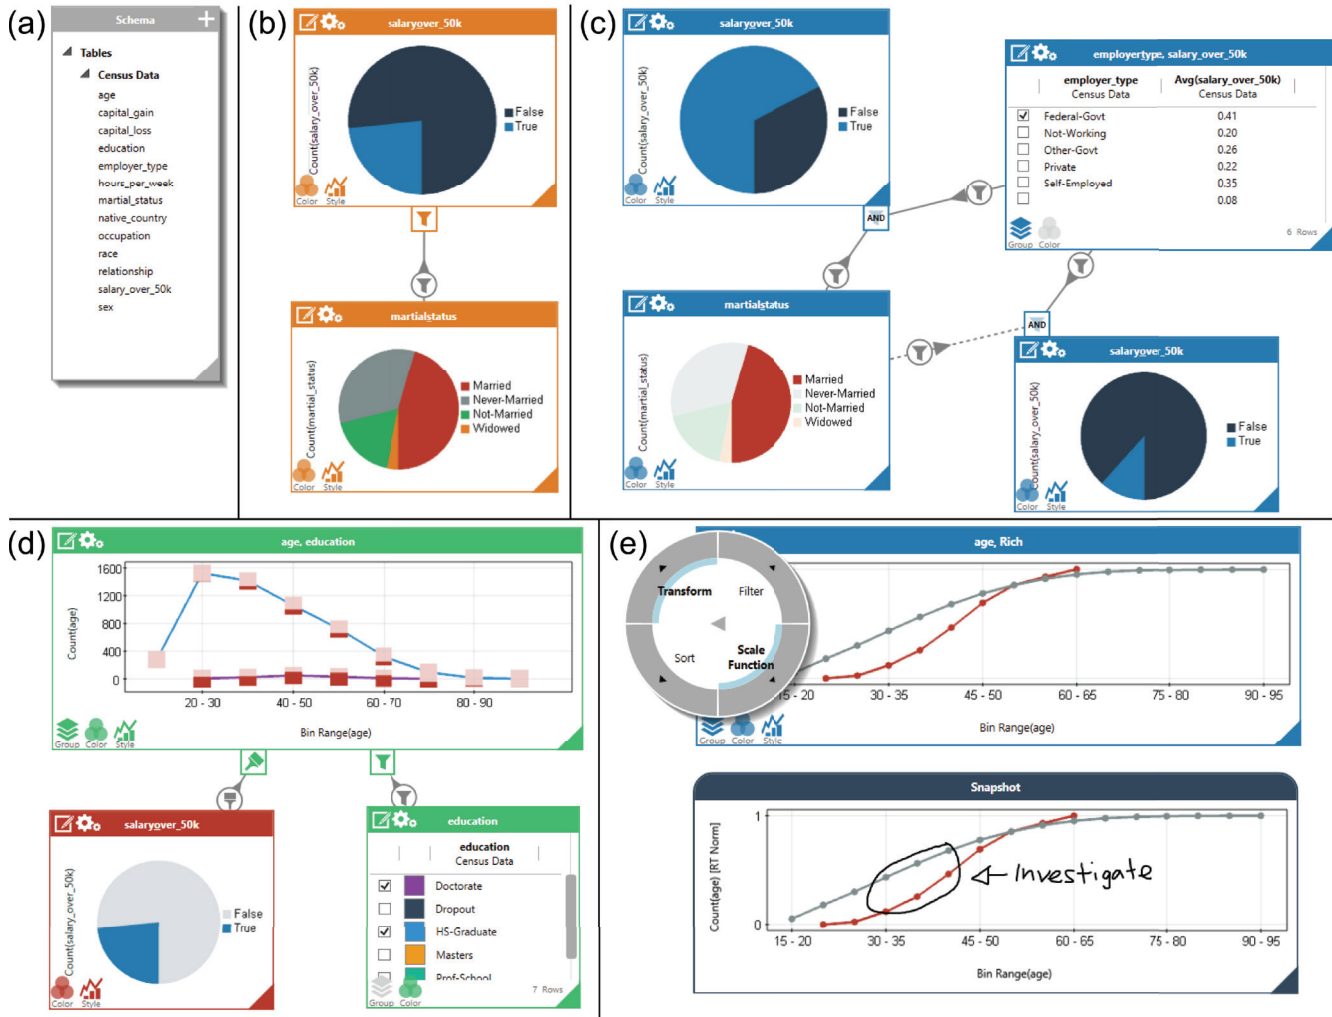 (a)
Schema
Tables
Census Data
age
capital_gain
capital_loss
education
employer_type
hours_per_week
martial_status
native_country
occupation
race
relationship
salary_over_50k
sex
(b)
salaryover_50k
Count(salary_over_50k)
False
True
Color Style
martialstatus
Count(martial_status)
Married
Never-Married
Not-Married
Widowed
Color Style
(c)
salaryover_50k
Count(salary_over_50k)
False
True
Color Style
AND
employertype, salary_over_50k
employer_type Avg(salary_over_50k)
Census Data Census Data
Federal-Govt 0.41
Not-Working 0.20
Other-Govt 0.26
Private 0.22
Self-Employed 0.35
0.08
Group Color 6 Rows
martialstatus
Count(martial_status)
Married
Never-Married
Not-Married
Widowed
Color Style
AND
salaryover_50k
Count(salary_over_50k)
False
True
Color Style
(d)
age, education
Count(age)
1600
1200
800
400
0
20 - 30 40 - 50 60 - 70 80 - 90
Bin Range(age)
Group Color Style
salaryover_50k
Count(salary_over_50k)
False
True
Color Style
education
education
Census Data
Doctorate
Dropout
HS-Graduate
Masters
Prof-School
Group Color 7 Rows
(e)
age, Rich
Transform Filter
Sort Scale
Function
15 - 20 30 - 35 45 - 50 60 - 65 75 - 80 90 - 95
Bin Range(age)
Group Color Style
Snapshot
Count(age) [RT Norm]
1
0
Investigate
15 - 20 30 - 35 45 - 50 60 - 65 75 - 80 90 - 95
Bin Range(age)